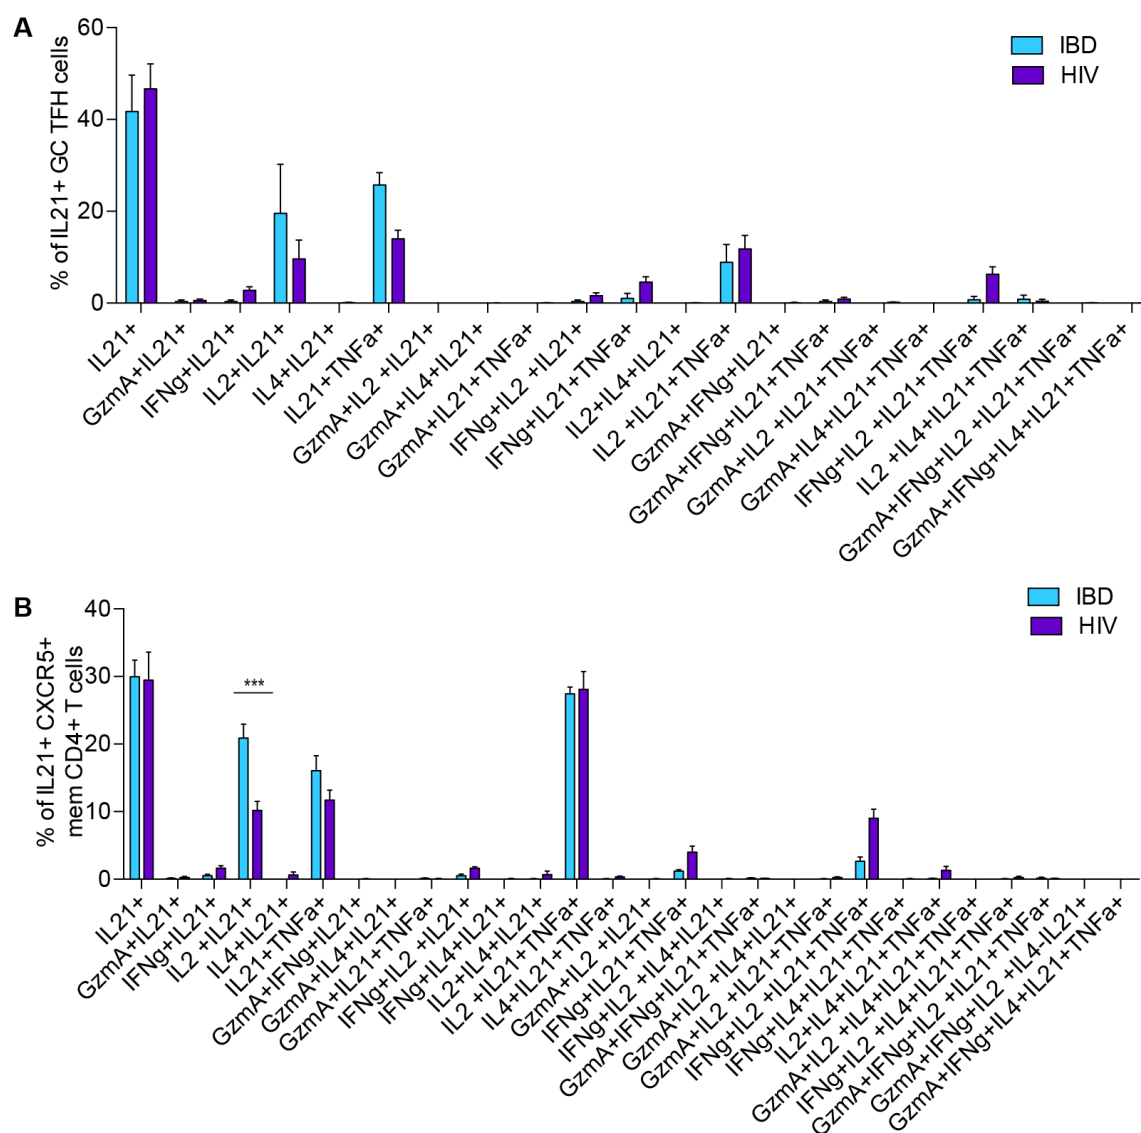 A
60
40
20
0
% of IL21+ GC TFH cells
IBD
HIV
IL21+
GzmA+IL21+
IFNg+IL21+
IL2+IL21+
IL4+IL21+
IL21+TNFa+
GzmA+IL2 +IL21+
GzmA+IL4+IL21+
GzmA+IL21+TNFa+
IFNg+IL2 +IL21+
IFNg+IL21+TNFa+
IL2+IL4+IL21+
IL2 +IL21+TNFa+
GzmA+IFNg+IL21+
GzmA+IFNg+IL21+TNFa+
GzmA+IL2 +IL21+TNFa+
GzmA+IL4+IL21+TNFa+
IFNg+IL2 +IL21+TNFa+
IL2 +IL4+IL21+TNFa+
GzmA+IFNg+IL2 +IL21+TNFa+
GzmA+IFNg+IL4+IL21+TNFa+
B
40
30
20
10
0
% of IL21+ CXCR5+
mem CD4+ T cells
IBD
HIV
***
IL21+
GzmA+IL21+
IFNg+IL21+
IL2 +IL21+
IL4+IL21+
IL21+TNFa+
GzmA+IFNg+IL21+
GzmA+IL4+IL21+
GzmA+IL21+TNFa+
IFNg+IL2 +IL21+
IFNg+IL4+IL21+
IL2+IL4+IL21+
IL2 +IL21+TNFa+
IL4+IL21+TNFa+
GzmA+IL2 +IL21+
IFNg+IL21+TNFa+
IFNg+IL2 +IL4+IL21+
GzmA+IFNg+IL21+TNFa+
GzmA+IL2 +IL4+IL21+
GzmA+IL2 +IL21+TNFa+
IFNg+IL2 +IL21+TNFa+
IFNg+IL4+IL21+TNFa+
IL2+IL4+IL21+TNFa+
GzmA+IL2 +IL4+IL21+TNFa+
IFNg+IL2 +IL4+IL21+TNFa+
GzmA+IFNg+IL2 +IL21+TNFa+
GzmA+IFNg+IL2 +IL4+IL21+
GzmA+IFNg+IL4+IL21+TNFa+